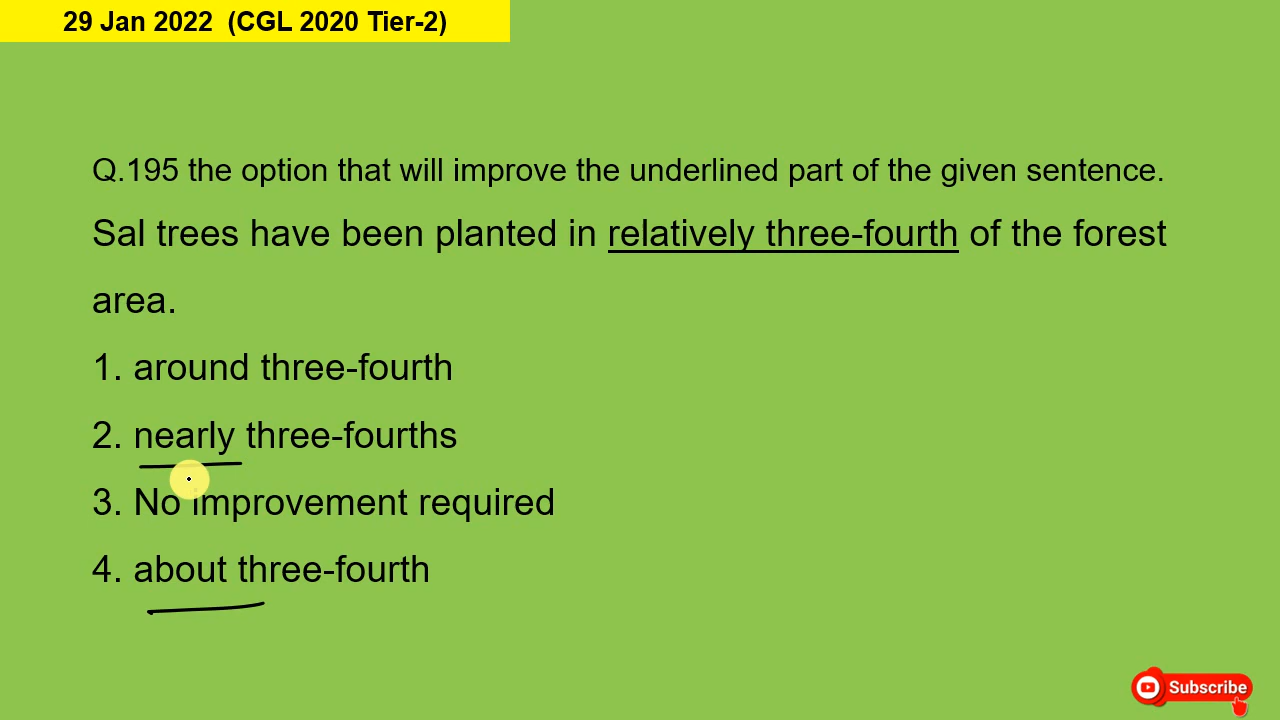 29 Jan 2022 (CGL 2020 Tier-2)
Q.195 the option that will improve the underlined part of the given sentence.
Sal trees have been planted in relatively three-fourth of the forest
area.
1. around three-fourth
2. nearly three-fourths
3. No improvement required
4. about three-fourth
Subscribe